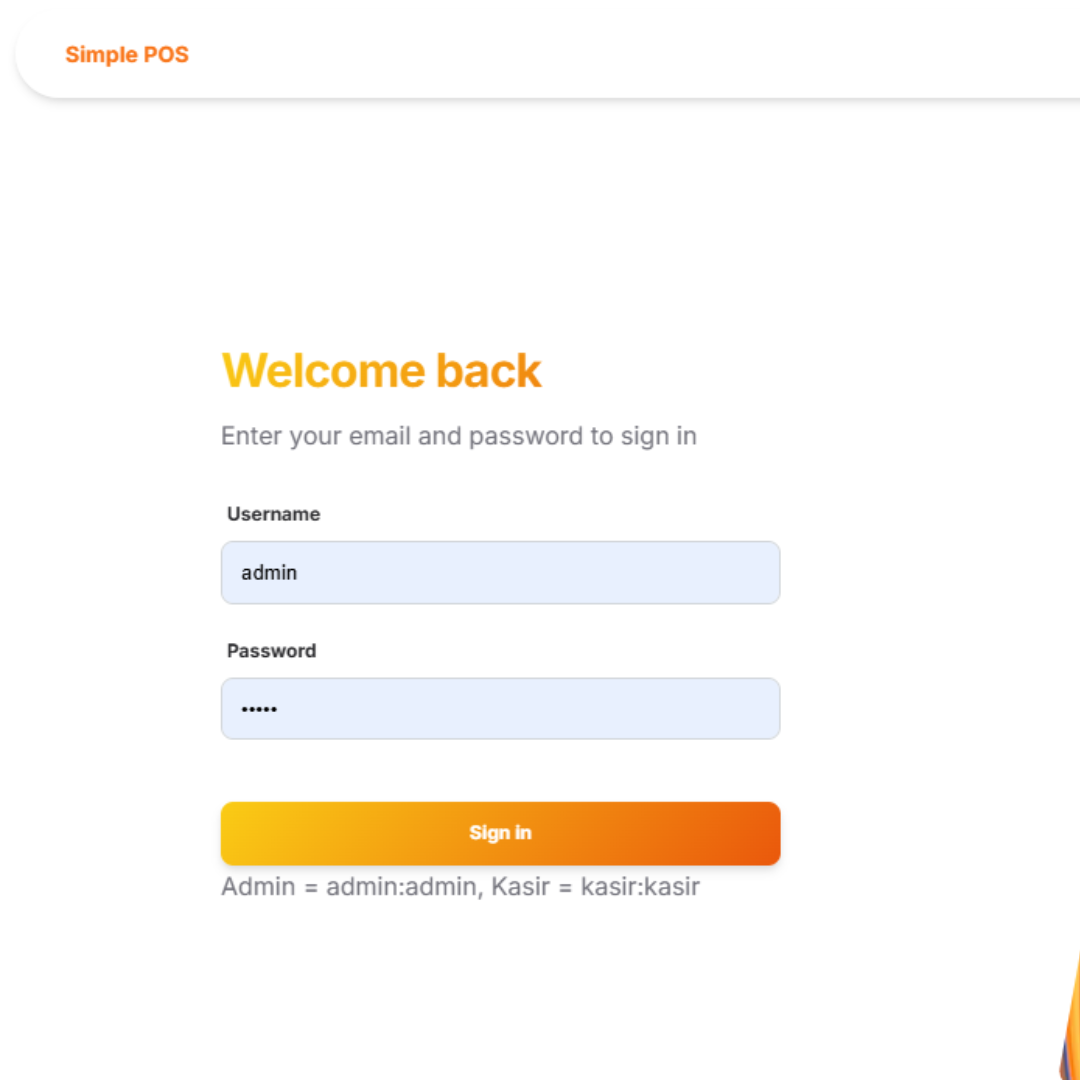 Simple POS
Welcome back
Enter your email and password to sign in
Username
admin
Password
•••••
Sign in
Admin = admin:admin, Kasir = kasir:kasir